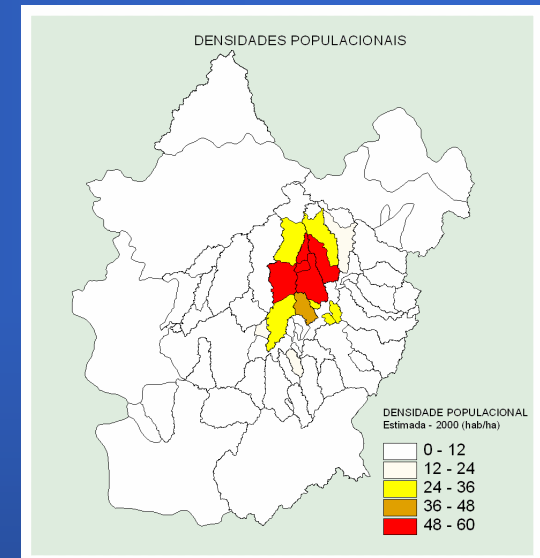 DENSIDADES POPULACIONAIS
DENSIDADE POPULACIONAL
Estimada - 2000 (hab/ha)
0 - 12
12 - 24
24 - 36
36 - 48
48 - 60